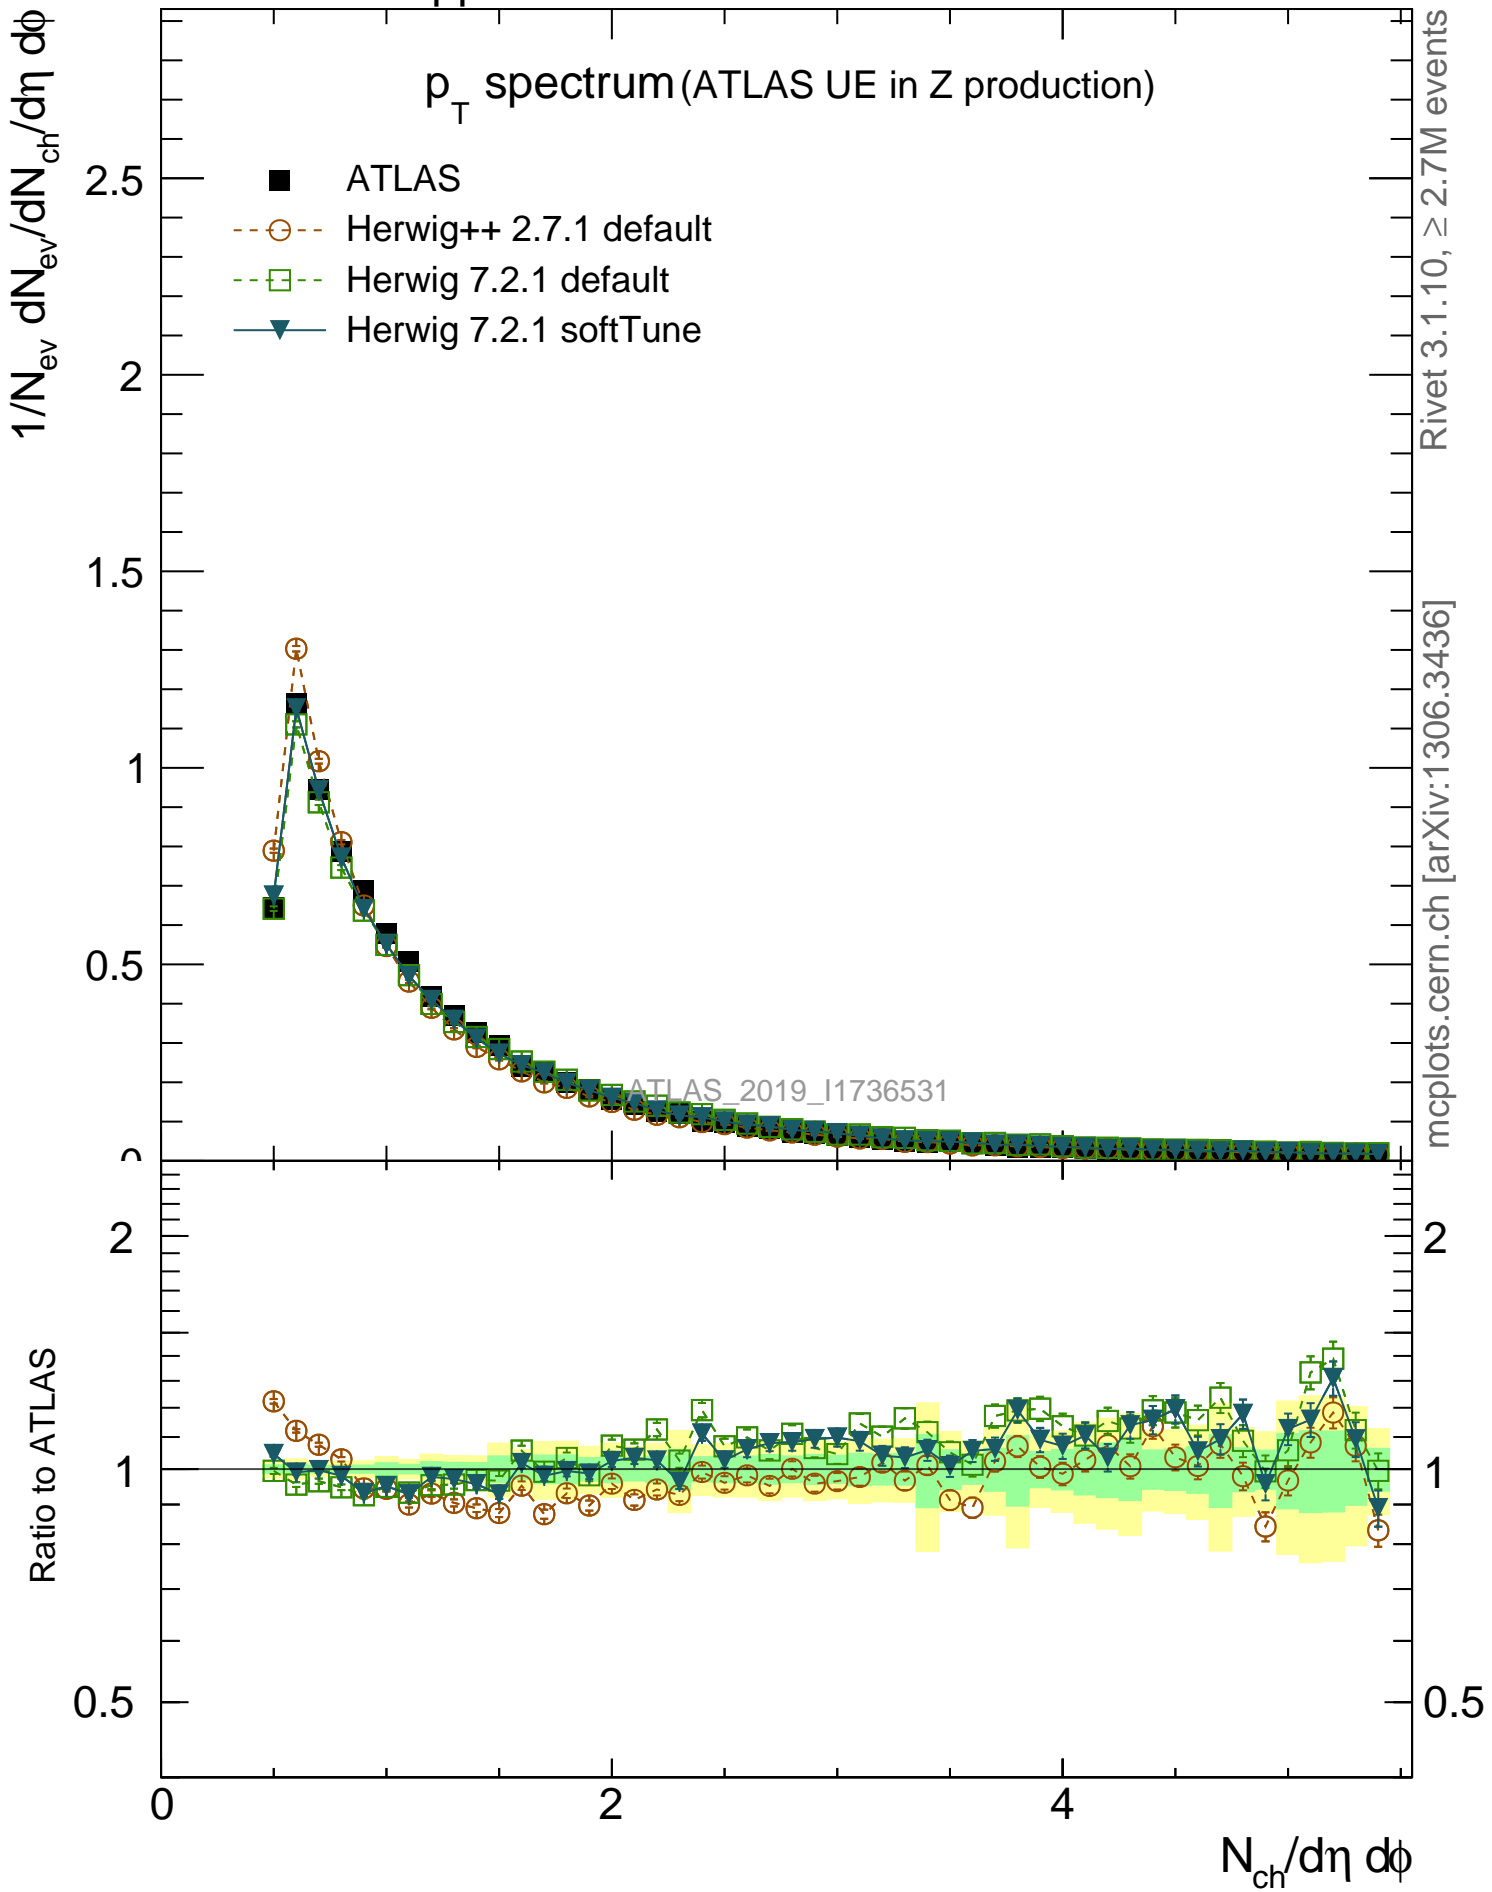 1/N_ev dN_ev/dN_ch/dη dϕ
p_T spectrum (ATLAS UE in Z production)
ATLAS
Herwig++ 2.7.1 default
Herwig 7.2.1 default
Herwig 7.2.1 softTune
2.5
2
1.5
1
0.5
0
ATLAS_2019_I1736531
Rivet 3.1.10, ≥ 2.7M events
mcplots.cern.ch [arXiv:1306.3436]
Ratio to ATLAS
2
1
0.5
2
1
0.5
0
2
4
N_ch/dη dϕ